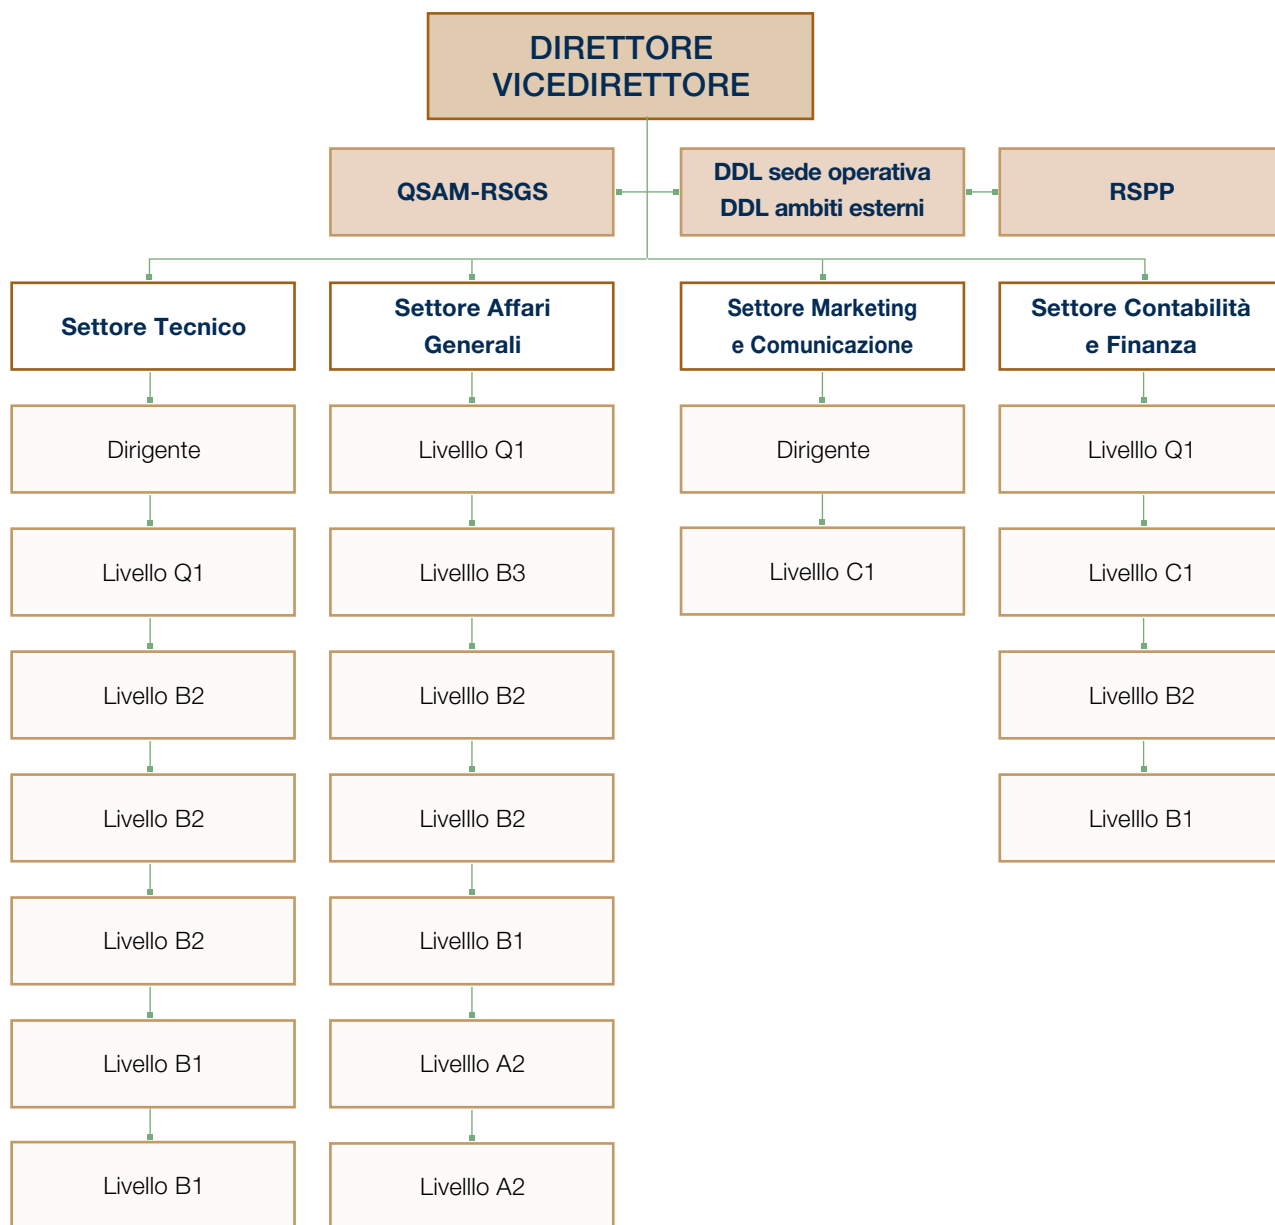 DIRETTORE
VICEDIRETTORE
QSAM-RSGS
DDL sede operativa
DDL ambiti esterni
RSPP
Settore Tecnico
Settore Affari
Generali
Settore Marketing
e Comunicazione
Settore Contabilità
e Finanza
Dirigente
Livelllo Q1
Dirigente
Livelllo Q1
Livello Q1
Livelllo B3
Livelllo C1
Livelllo C1
Livello B2
Livelllo B2
Livelllo B2
Livello B2
Livelllo B2
Livelllo B1
Livello B2
Livelllo B1
Livello B1
Livelllo A2
Livello B1
Livelllo A2